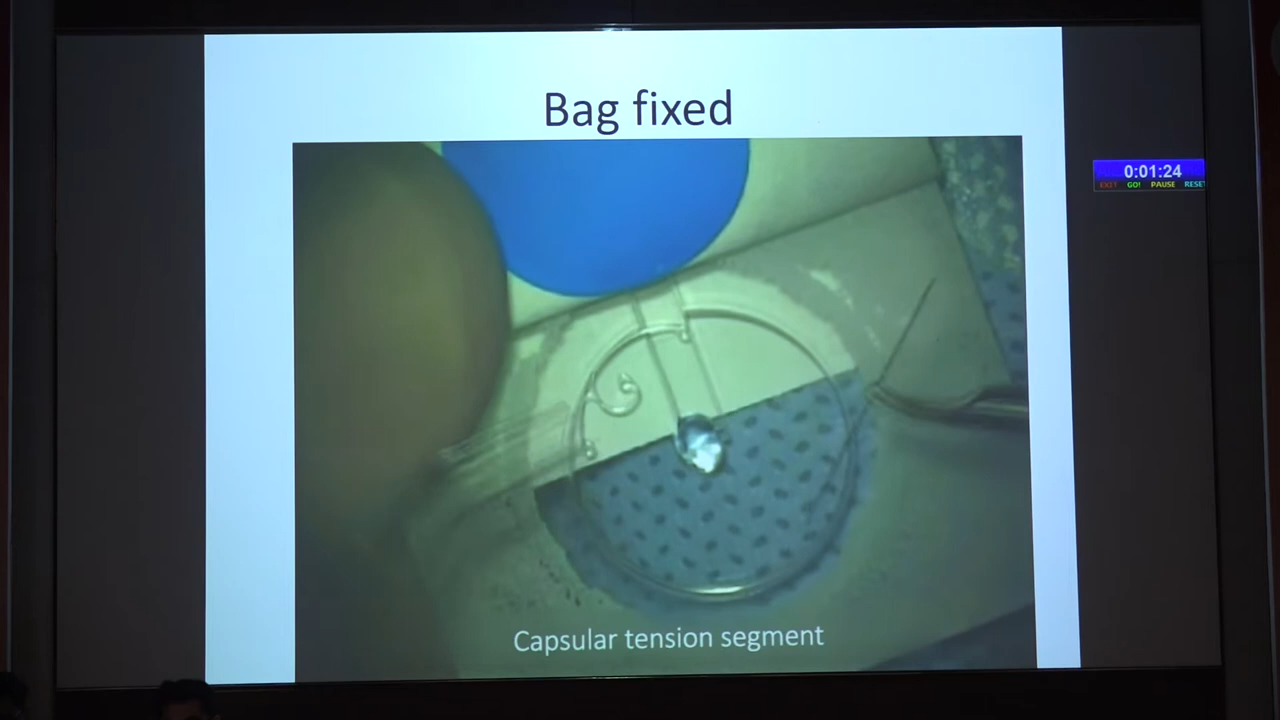 Bag fixed
0:01:24
EXIT GO! PAUSE RESET
Capsular tension segment